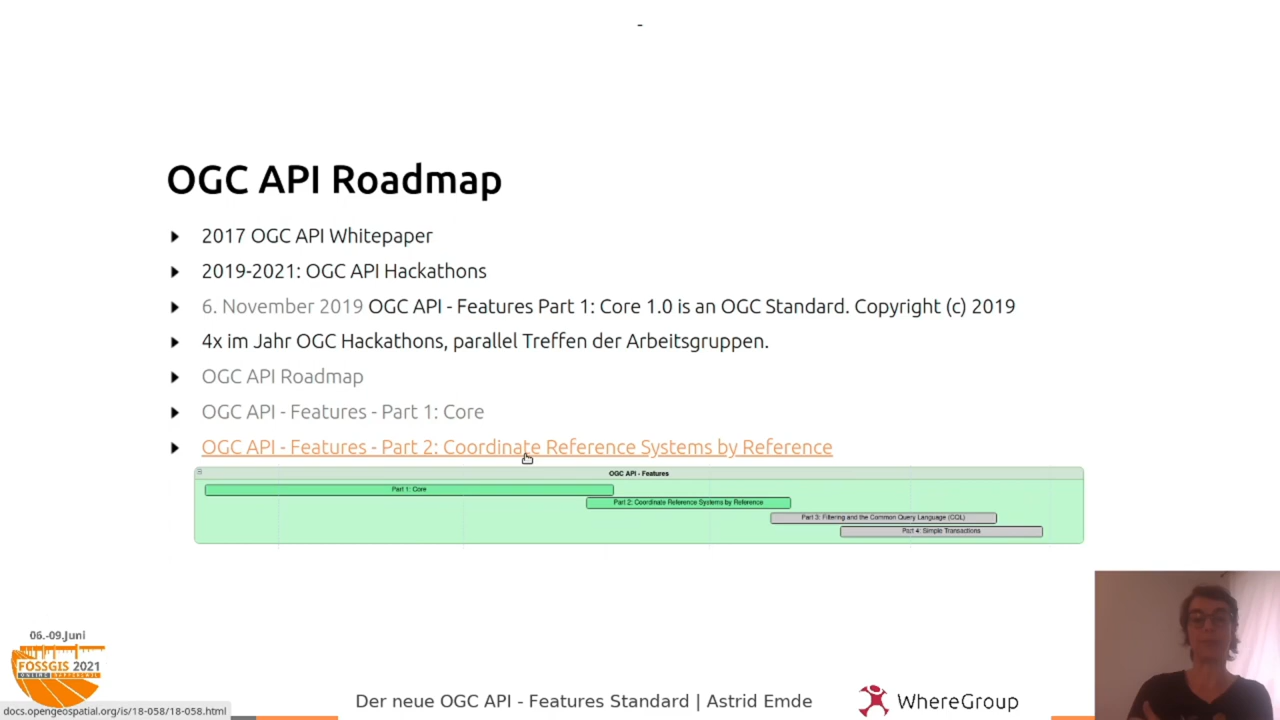 -
OGC API Roadmap
2017 OGC API Whitepaper
2019-2021: OGC API Hackathons
6. November 2019 OGC API - Features Part 1: Core 1.0 is an OGC Standard. Copyright (c) 2019
4x im Jahr OGC Hackathons, parallel Treffen der Arbeitsgruppen.
OGC API Roadmap
OGC API - Features - Part 1: Core
OGC API - Features - Part 2: Coordinate Reference Systems by Reference
OGC API - Features
Part 1: Core
Part 2: Coordinate Reference Systems by Reference
Part 3: Filtering and the Common Query Language (CQL)
Part 4: Simple Transactions
06.-09.Juni
FOSSGIS 2021
ONLINE
Der neue OGC API - Features Standard | Astrid Emde
WhereGroup
docs.opengeospatial.org/is/18-058/18-058.html